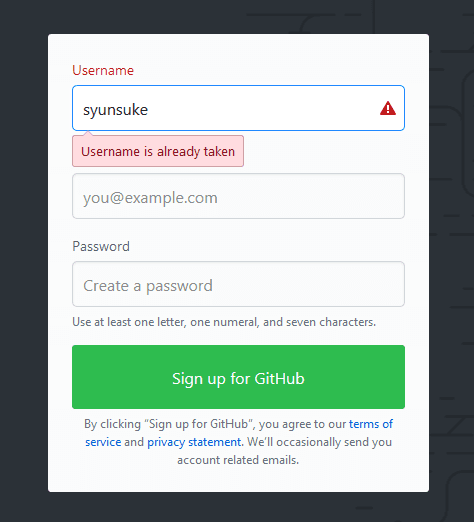 Username
syunsuke
Username is already taken
you@example.com
Password
Create a password
Use at least one letter, one numeral, and seven characters.
Sign up for GitHub
By clicking “Sign up for GitHub”, you agree to our terms of
service and privacy statement. We’ll occasionally send you
account related emails.